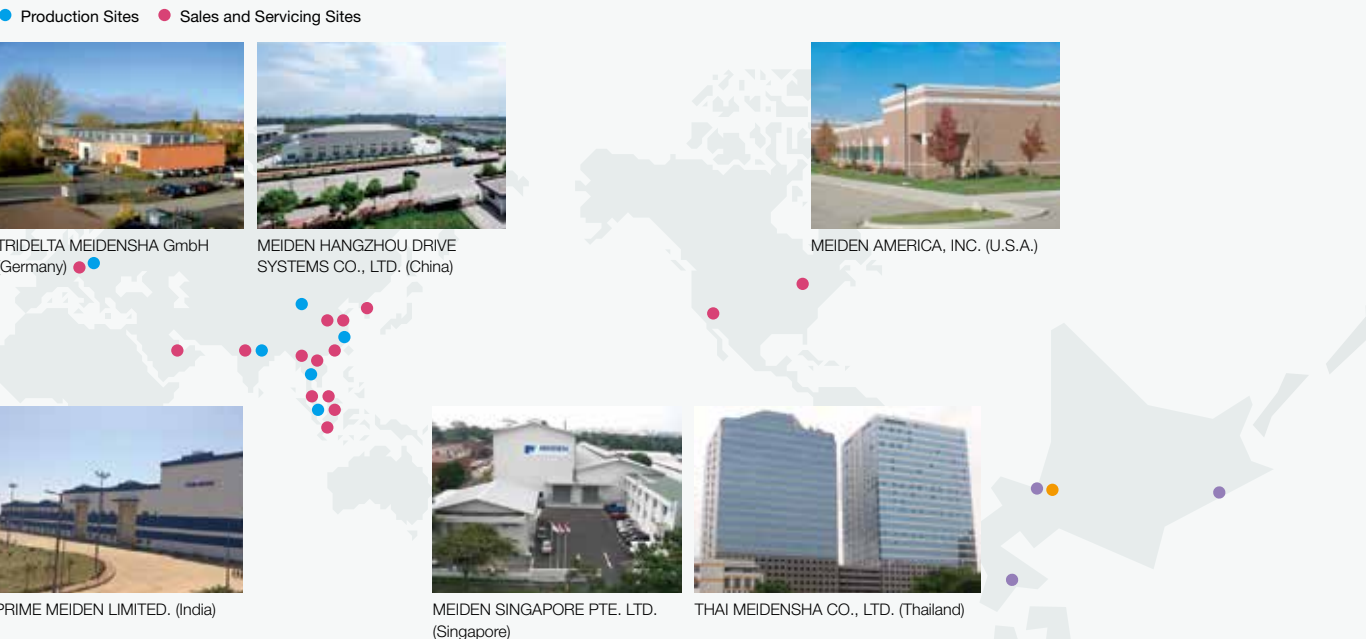 Production Sites Sales and Servicing Sites
TRIDELTA MEIDENSHA GmbH
(Germany)
MEIDEN HANGZHOU DRIVE
SYSTEMS CO., LTD. (China)
MEIDEN AMERICA, INC. (U.S.A.)
MEIDEN
PRIME MEIDEN LIMITED. (India)
MEIDEN SINGAPORE PTE. LTD.
(Singapore)
THAI MEIDENSHA CO., LTD. (Thailand)